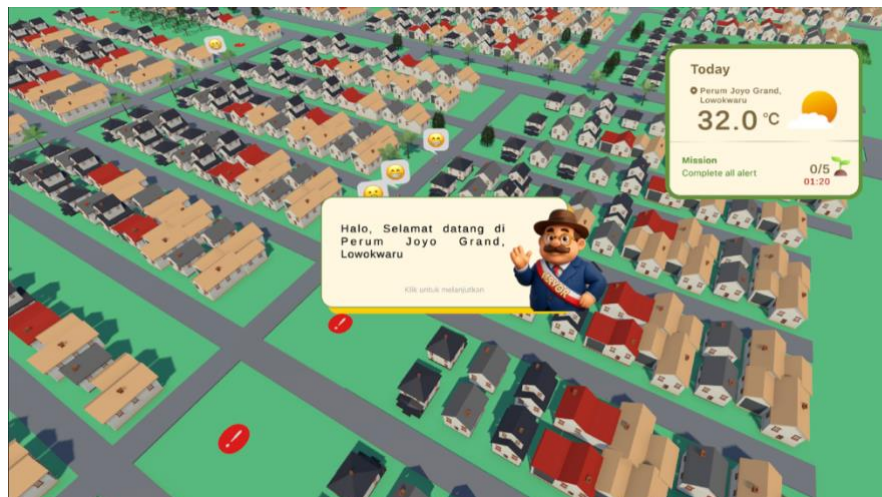 Today
Perum Joyo Grand,
Lowokwaru
32.0 °C
Mission
Complete all alert
0/5
01:20
Halo, Selamat datang di
Perum Joyo Grand,
Lowokwaru
Klik untuk melanjutkan